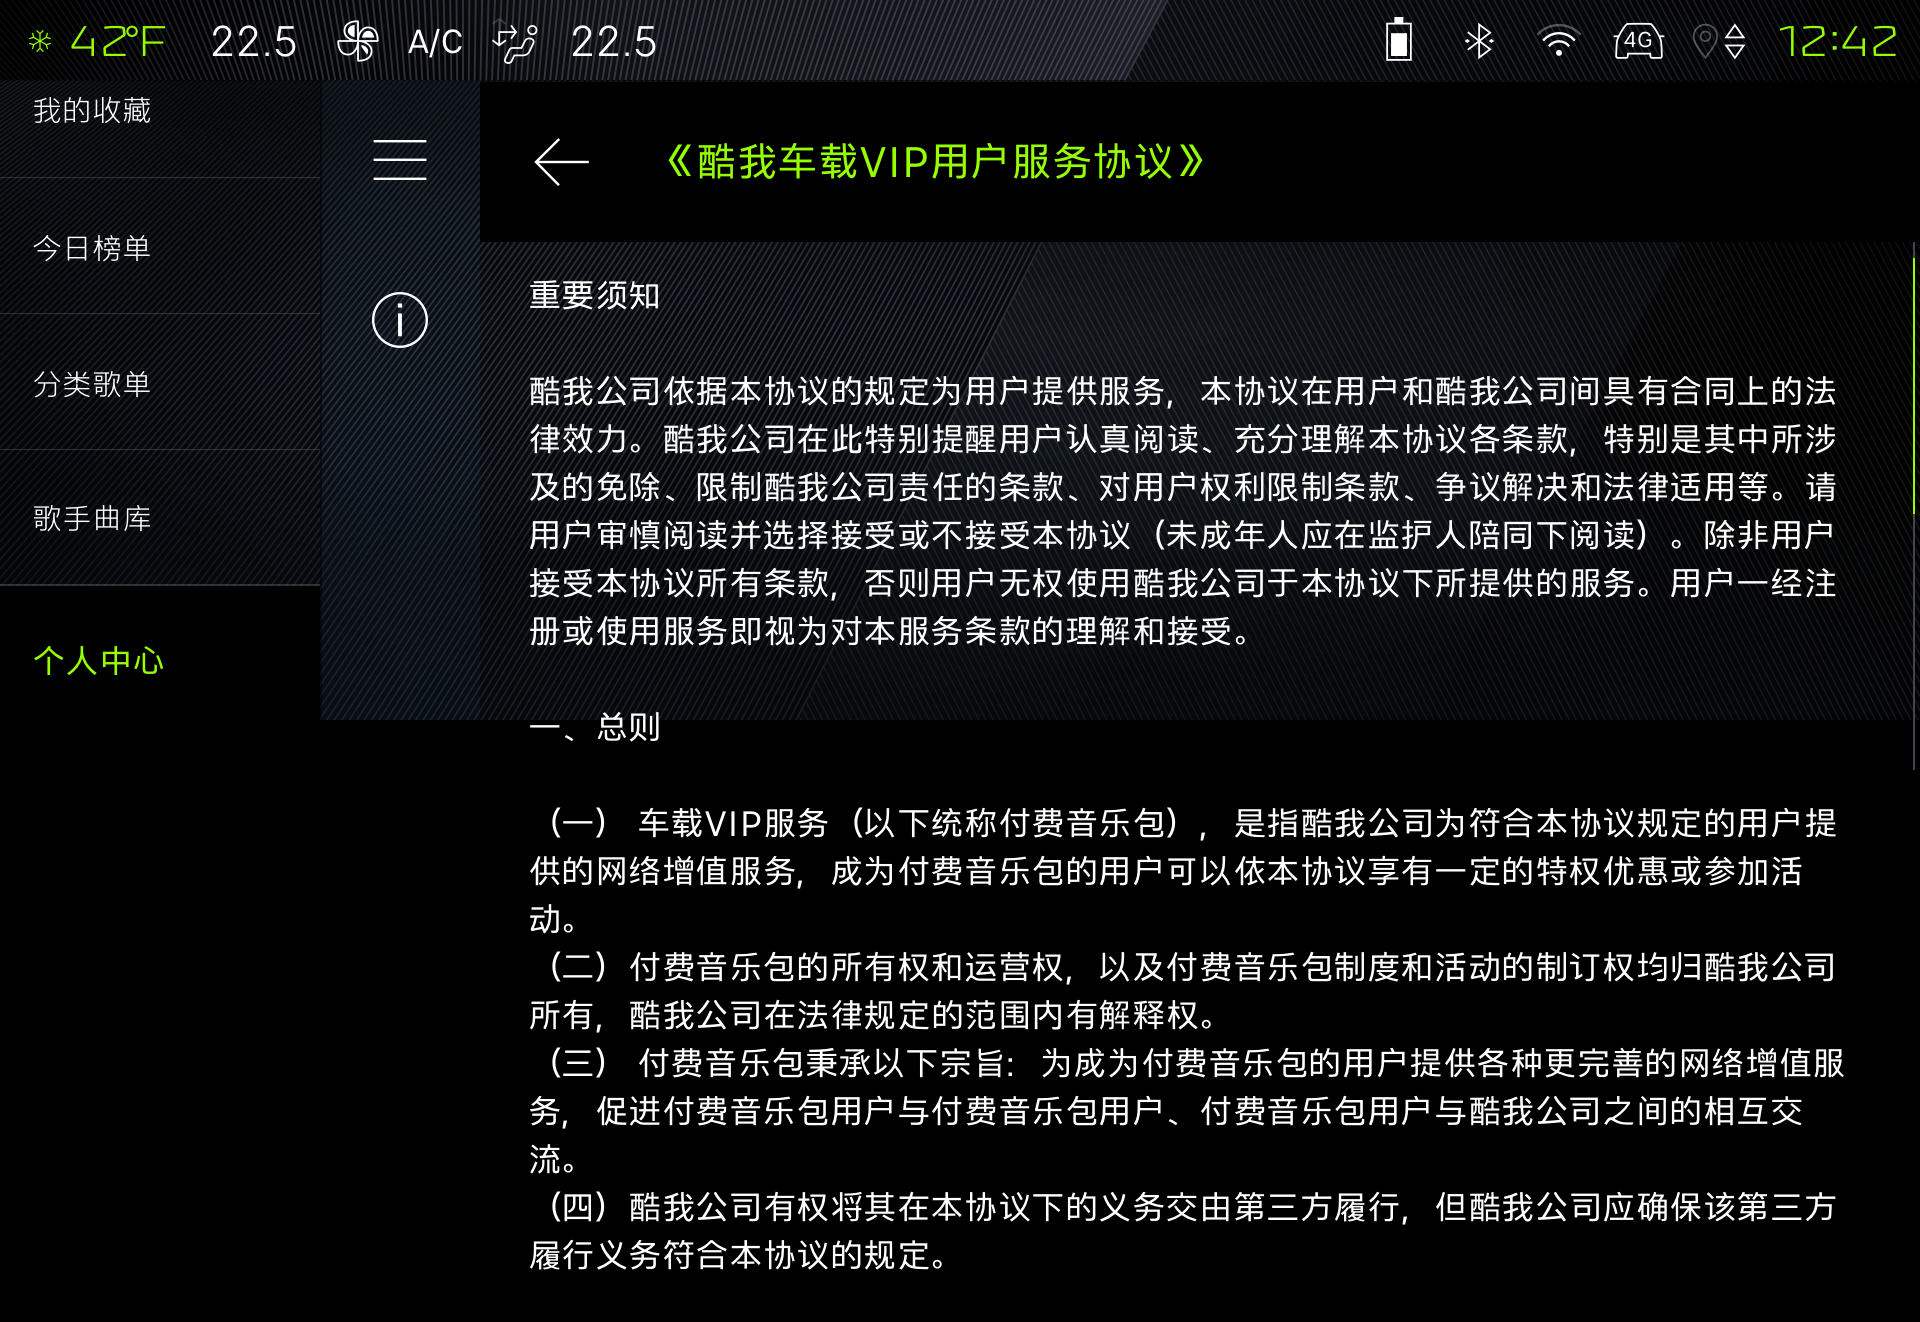 42°F 22.5 A/C 22.5 4G 12:42
我的收藏
今日榜单
分类歌单
歌手曲库
个人中心
《酷我车载VIP用户服务协议》
重要须知
酷我公司依据本协议的规定为用户提供服务，本协议在用户和酷我公司间具有合同上的法
律效力。酷我公司在此特别提醒用户认真阅读、充分理解本协议各条款，特别是其中所涉
及的免除、限制酷我公司责任的条款、对用户权利限制条款、争议解决和法律适用等。请
用户审慎阅读并选择接受或不接受本协议（未成年人应在监护人陪同下阅读）。除非用户
接受本协议所有条款，否则用户无权使用酷我公司于本协议下所提供的服务。用户一经注
册或使用服务即视为对本服务条款的理解和接受。
一、总则
（一） 车载VIP服务（以下统称付费音乐包），是指酷我公司为符合本协议规定的用户提
供的网络增值服务，成为付费音乐包的用户可以依本协议享有一定的特权优惠或参加活
动。
（二）付费音乐包的所有权和运营权，以及付费音乐包制度和活动的制订权均归酷我公司
所有，酷我公司在法律规定的范围内有解释权。
（三） 付费音乐包秉承以下宗旨：为成为付费音乐包的用户提供各种更完善的网络增值服
务，促进付费音乐包用户与付费音乐包用户、付费音乐包用户与酷我公司之间的相互交
流。
（四）酷我公司有权将其在本协议下的义务交由第三方履行，但酷我公司应确保该第三方
履行义务符合本协议的规定。